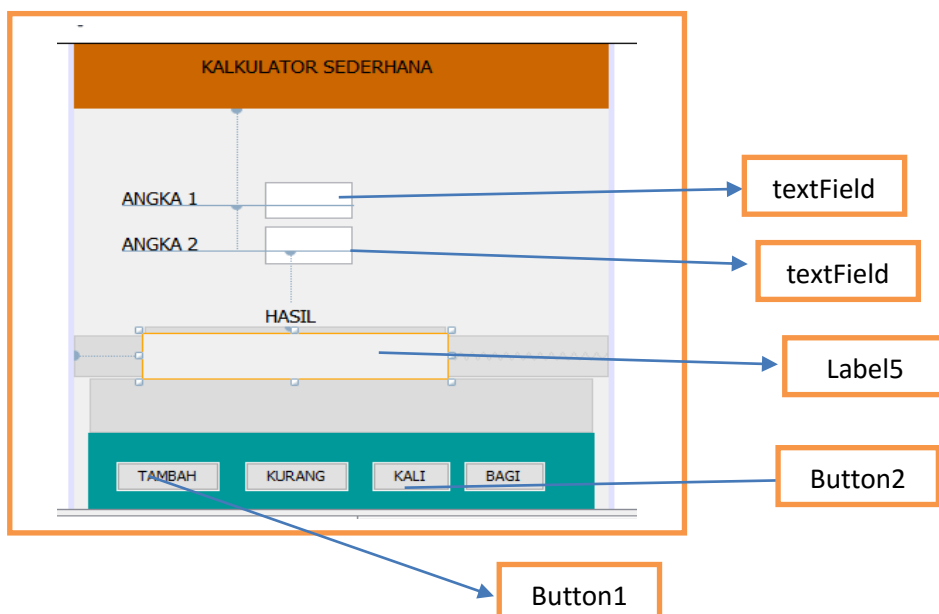 KALKULATOR SEDERHANA
ANGKA 1
textField
ANGKA 2
textField
HASIL
Label5
TAMBAH KURANG KALI BAGI
Button2
Button1